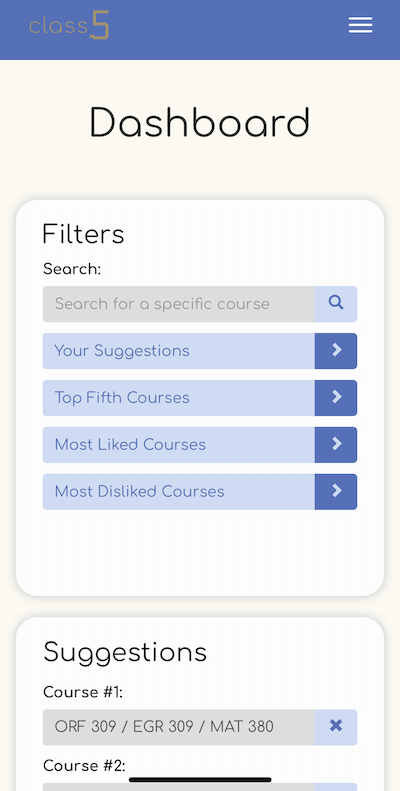 class5
Dashboard
Filters
Search:
Search for a specific course
Your Suggestions
Top Fifth Courses
Most Liked Courses
Most Disliked Courses
Suggestions
Course #1:
ORF 309 / EGR 309 / MAT 380
Course #2: